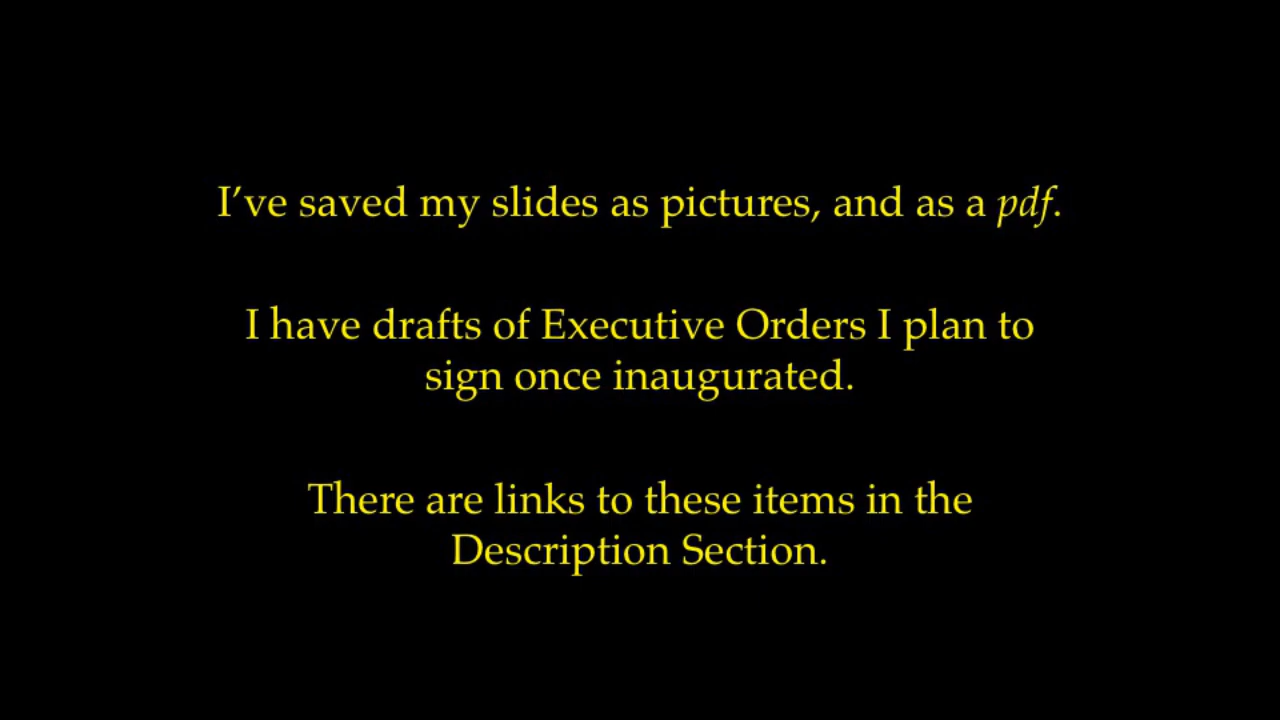 I’ve saved my slides as pictures, and as a pdf.
I have drafts of Executive Orders I plan to
sign once inaugurated.
There are links to these items in the
Description Section.